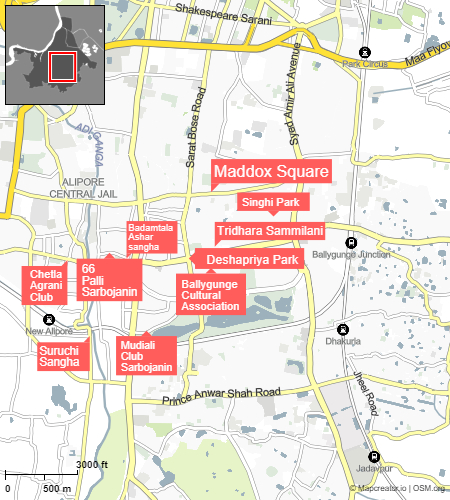 Shakespeare Sarani
Park Circus
Maa Flyov
Syed Amir Ali Avenue
Sarat Bose Road
ADI GANGA
ALIPORE
CENTRAL JAIL
Maddox Square
Singhi Park
Badamtala
Ashar
sangha
Tridhara Sammilani
Ballygunge Junction
Deshapriya Park
Chetla
Agrani
Club
66
Palli
Sarbojanin
Ballygunge
Cultural
Association
New Alipore
Dhakuria
Suruchi
Sangha
Mudiali
Club
Sarbojanin
Jheel Road
Prince Anwar Shah Road
Jadavpur
3000 ft
0 500 m
© Mapcreator.io | OSM.org